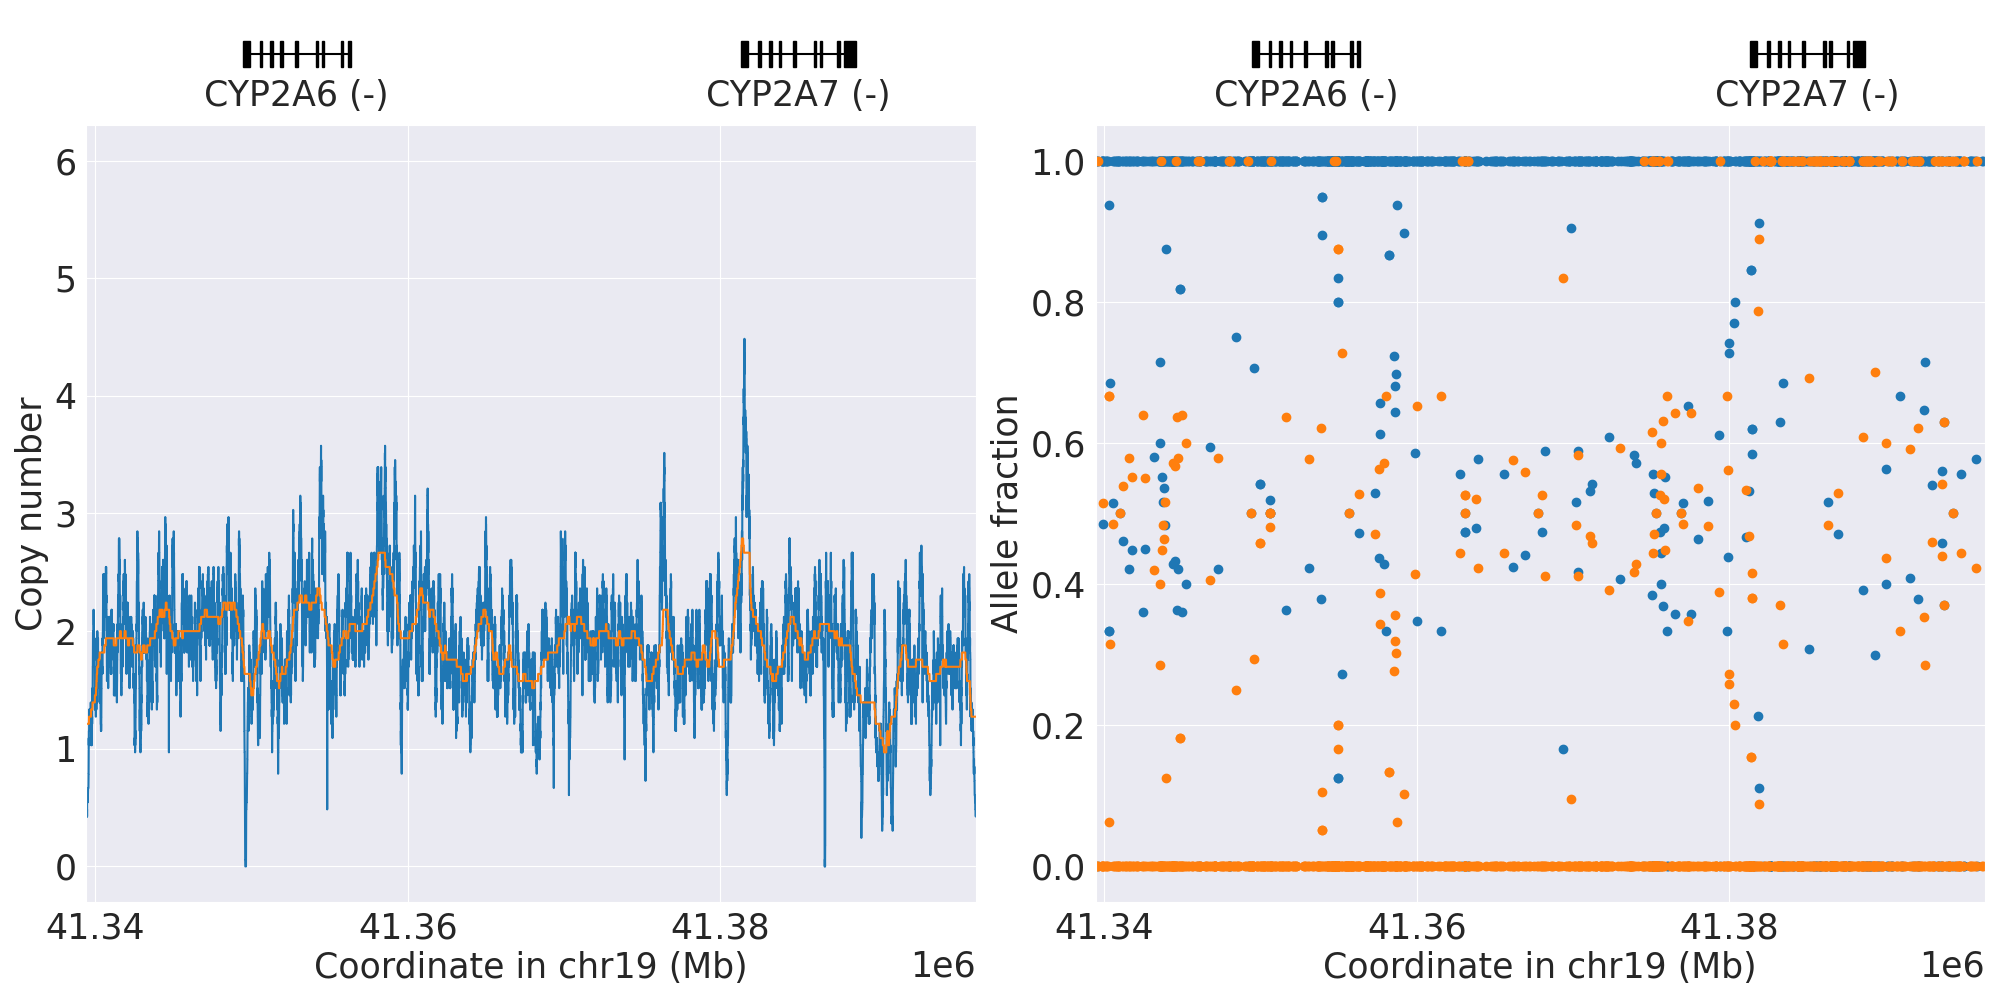 CYP2A6 (-)
CYP2A7 (-)
6
5
4
3
2
1
0
Copy number
41.34
41.36
41.38
Coordinate in chr19 (Mb)
1e6
CYP2A6 (-)
CYP2A7 (-)
1.0
0.8
0.6
0.4
0.2
0.0
Allele fraction
41.34
41.36
41.38
Coordinate in chr19 (Mb)
1e6